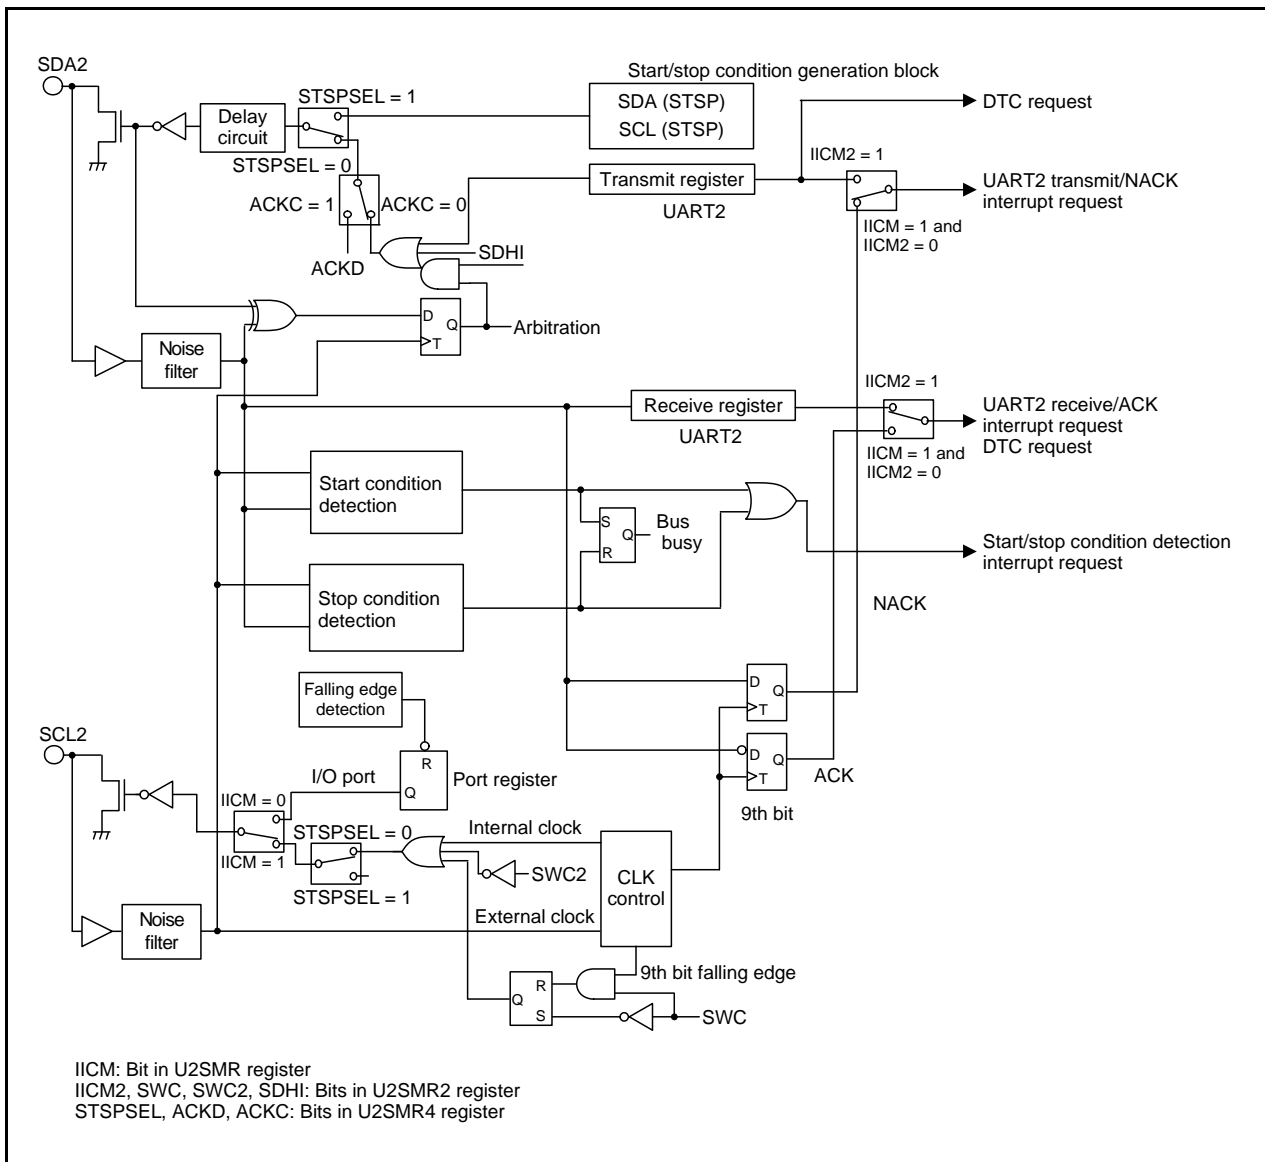 SDA2
Start/stop condition generation block
STSPSEL = 1
SDA (STSP)
SCL (STSP)
DTC request
Delay
circuit
STSPSEL = 0
IICM2 = 1
Transmit register
UART2
UART2 transmit/NACK
interrupt request
ACKC = 1
ACKC = 0
IICM = 1 and
IICM2 = 0
SDHI
ACKD
D
Q
T
Arbitration
Noise
filter
IICM2 = 1
Receive register
UART2
UART2 receive/ACK
interrupt request
DTC request
IICM = 1 and
IICM2 = 0
Start condition
detection
S
Q
R
Bus
busy
Start/stop condition detection
interrupt request
Stop condition
detection
NACK
Falling edge
detection
D
Q
T
SCL2
R
Q
Port register
I/O port
D
Q
T
ACK
9th bit
IICM = 0
IICM = 1
STSPSEL = 0
STSPSEL = 1
Internal clock
SWC2
CLK
control
External clock
Noise
filter
9th bit falling edge
Q
R
S
SWC
IICM: Bit in U2SMR register
IICM2, SWC, SWC2, SDHI: Bits in U2SMR2 register
STSPSEL, ACKD, ACKC: Bits in U2SMR4 register